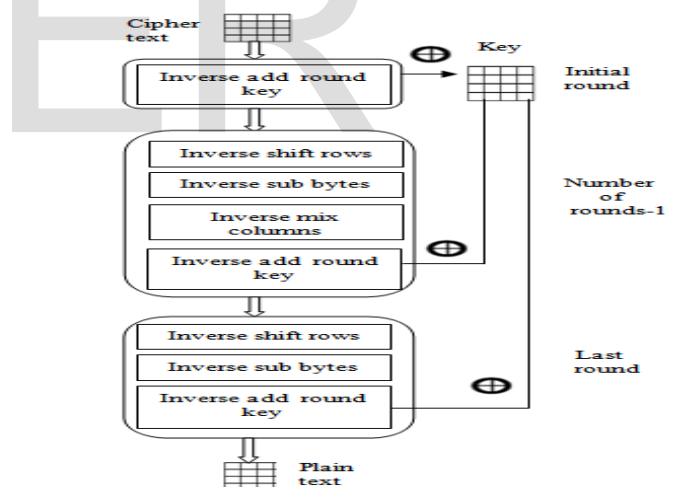 Cipher
text
Key
Inverse add round
key
Initial
round
Inverse shift rows
Inverse sub bytes
Inverse mix
columns
Inverse add round
key
Number
of
rounds-1
Inverse shift rows
Inverse sub bytes
Inverse add round
key
Last
round
Plain
text
ER